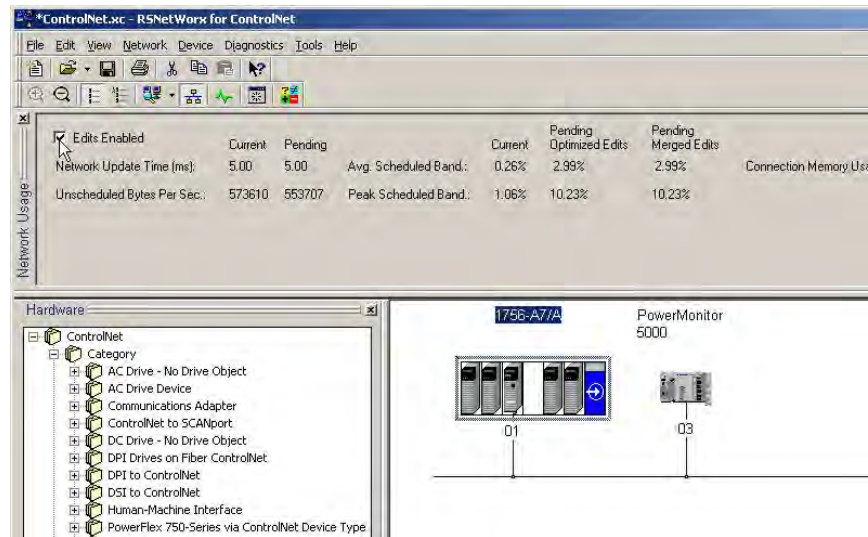 *ControlNet.xc - RSNetWorx for ControlNet
File Edit View Network Device Diagnostics Tools Help
Edits Enabled
Current Pending Current Pending Optimized Edits Pending Merged Edits
Network Update Time (ms): 5.00 5.00 Avg. Scheduled Band.: 0.26% 2.99% 2.99% Connection Memory Usa
Unscheduled Bytes Per Sec.: 573610 553707 Peak Scheduled Band.: 1.06% 10.23% 10.23%
Network Usage
Hardware
ControlNet
Category
AC Drive - No Drive Object
AC Drive Device
Communications Adapter
ControlNet to SCANport
DC Drive - No Drive Object
DPI Drives on Fiber ControlNet
DPI to ControlNet
DSI to ControlNet
Human-Machine Interface
PowerFlex 750-Series via ControlNet Device Type
1756-A7/A
PowerMonitor
5000
01
03